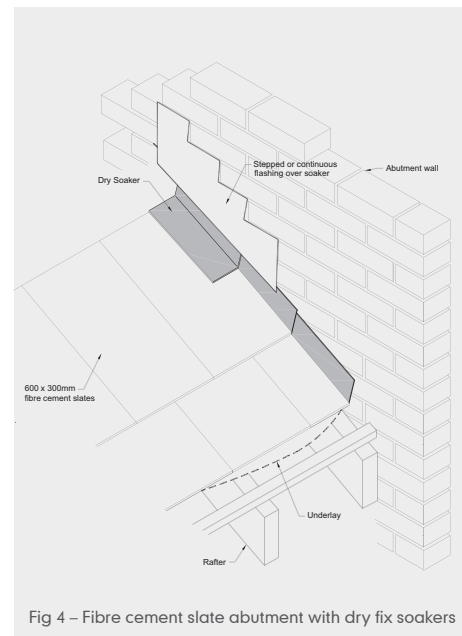 Stepped or continuous
flashing over soaker
Abutment wall
Dry Soaker
600 x 300mm
fibre cement slates
Underlay
Rafter
Fig 4 – Fibre cement slate abutment with dry fix soakers